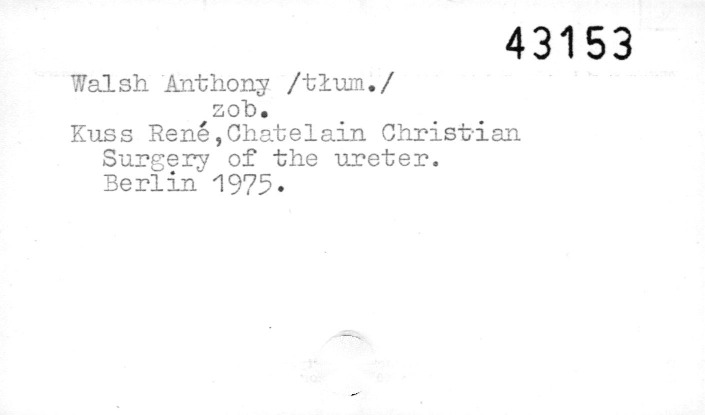 43153
Walsh Anthony /tłum./
zob.
Kuss René,Chatelain Christian
Surgery of the ureter.
Berlin 1975.